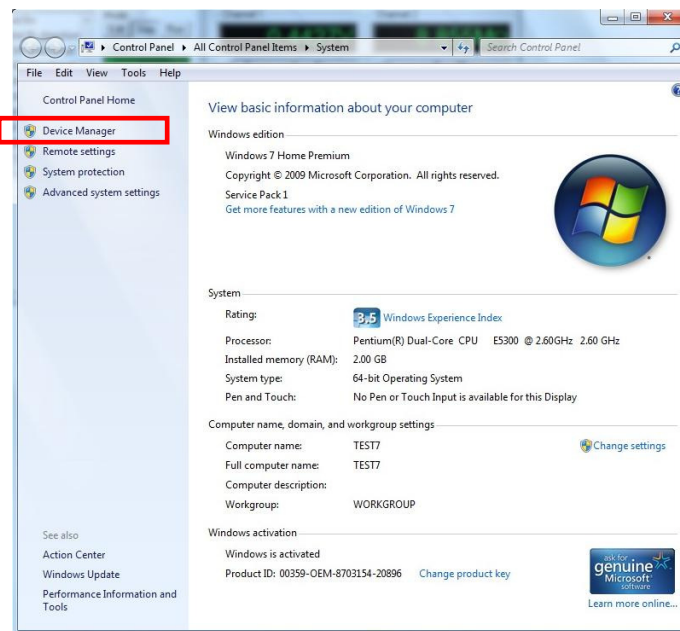 Control Panel ▸ All Control Panel Items ▸ System
Search Control Panel
File Edit View Tools Help
Control Panel Home
Device Manager
Remote settings
System protection
Advanced system settings
See also
Action Center
Windows Update
Performance Information and
Tools
View basic information about your computer
Windows edition
Windows 7 Home Premium
Copyright © 2009 Microsoft Corporation. All rights reserved.
Service Pack 1
Get more features with a new edition of Windows 7
System
Rating: 3.5 Windows Experience Index
Processor: Pentium(R) Dual-Core CPU E5300 @ 2.60GHz 2.60 GHz
Installed memory (RAM): 2.00 GB
System type: 64-bit Operating System
Pen and Touch: No Pen or Touch Input is available for this Display
Computer name, domain, and workgroup settings
Computer name: TEST7 Change settings
Full computer name: TEST7
Computer description:
Workgroup: WORKGROUP
Windows activation
Windows is activated
Product ID: 00359-OEM-8703154-20896 Change product key
ask for
genuine
Microsoft
software
Learn more online...